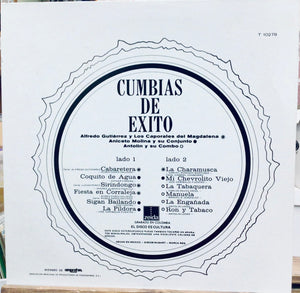 T 10278
CUMBIAS
DE
EXITO
Alfredo Gutiérrez y Los Caporales del Magdalena
Aniceto Molina y su Conjunto
Antolín y su Combo
lado 1
Cabaretera
Coquito de Agua
Sirindongo
Fiesta en Corraleja
Sigan Bailando
La Píldora
lado 2
La Charamusca
Mi Chevrolito Viejo
La Tabaquera
Manuela
La Engañada
Ron y Tabaco
GRABADO EN COLOMBIA
EL DISCO ES CULTURA